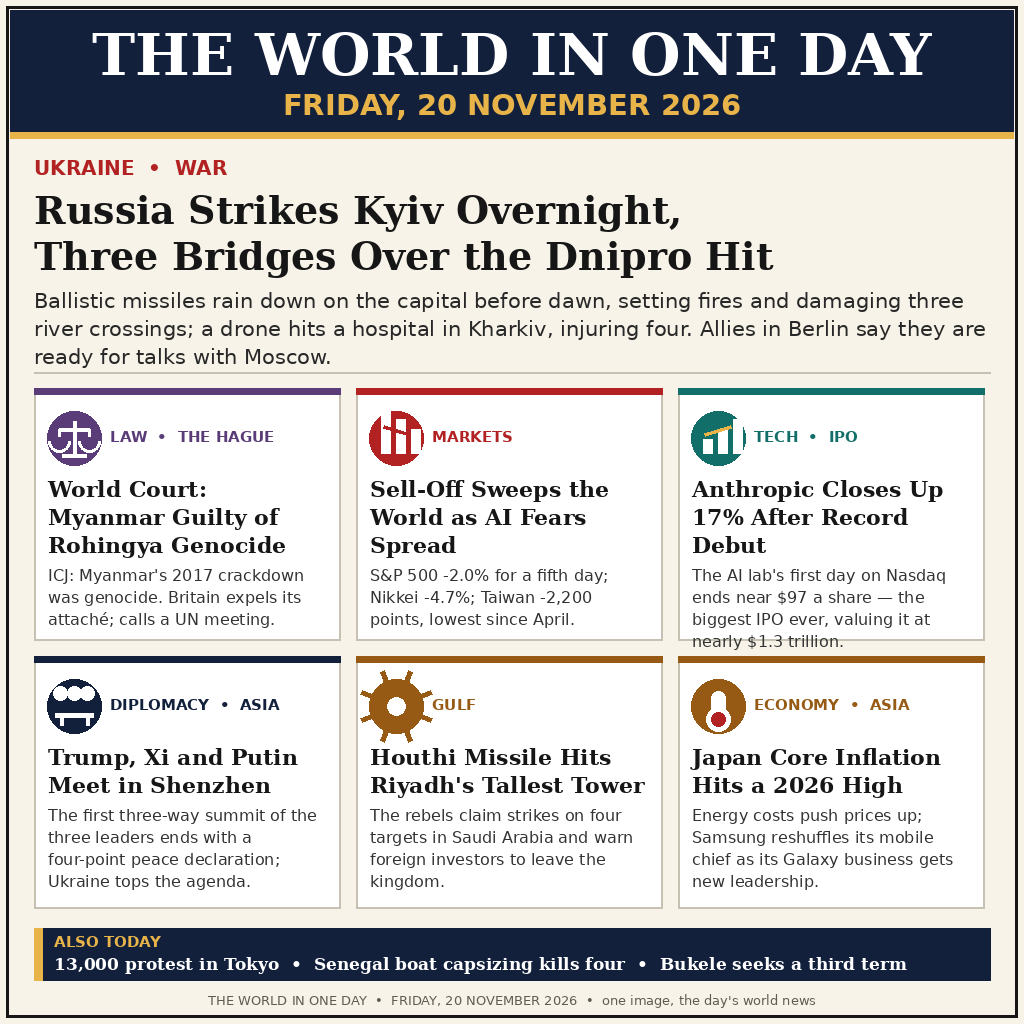 THE WORLD IN ONE DAY
FRIDAY, 20 NOVEMBER 2026
UKRAINE • WAR
Russia Strikes Kyiv Overnight,
Three Bridges Over the Dnipro Hit
Ballistic missiles rain down on the capital before dawn, setting fires and damaging three
river crossings; a drone hits a hospital in Kharkiv, injuring four. Allies in Berlin say they are
ready for talks with Moscow.
LAW • THE HAGUE
World Court:
Myanmar Guilty of
Rohingya Genocide
ICJ: Myanmar's 2017 crackdown
was genocide. Britain expels its
attaché; calls a UN meeting.
MARKETS
Sell-Off Sweeps the
World as AI Fears
Spread
S&P 500 -2.0% for a fifth day;
Nikkei -4.7%; Taiwan -2,200
points, lowest since April.
TECH • IPO
Anthropic Closes Up
17% After Record
Debut
The AI lab's first day on Nasdaq
ends near $97 a share — the
biggest IPO ever, valuing it at
nearly $1.3 trillion.
DIPLOMACY • ASIA
Trump, Xi and Putin
Meet in Shenzhen
The first three-way summit of the
three leaders ends with a
four-point peace declaration;
Ukraine tops the agenda.
GULF
Houthi Missile Hits
Riyadh's Tallest Tower
The rebels claim strikes on four
targets in Saudi Arabia and warn
foreign investors to leave the
kingdom.
ECONOMY • ASIA
Japan Core Inflation
Hits a 2026 High
Energy costs push prices up;
Samsung reshuffles its mobile
chief as its Galaxy business gets
new leadership.
ALSO TODAY
13,000 protest in Tokyo • Senegal boat capsizing kills four • Bukele seeks a third term
THE WORLD IN ONE DAY • FRIDAY, 20 NOVEMBER 2026 • one image, the day's world news